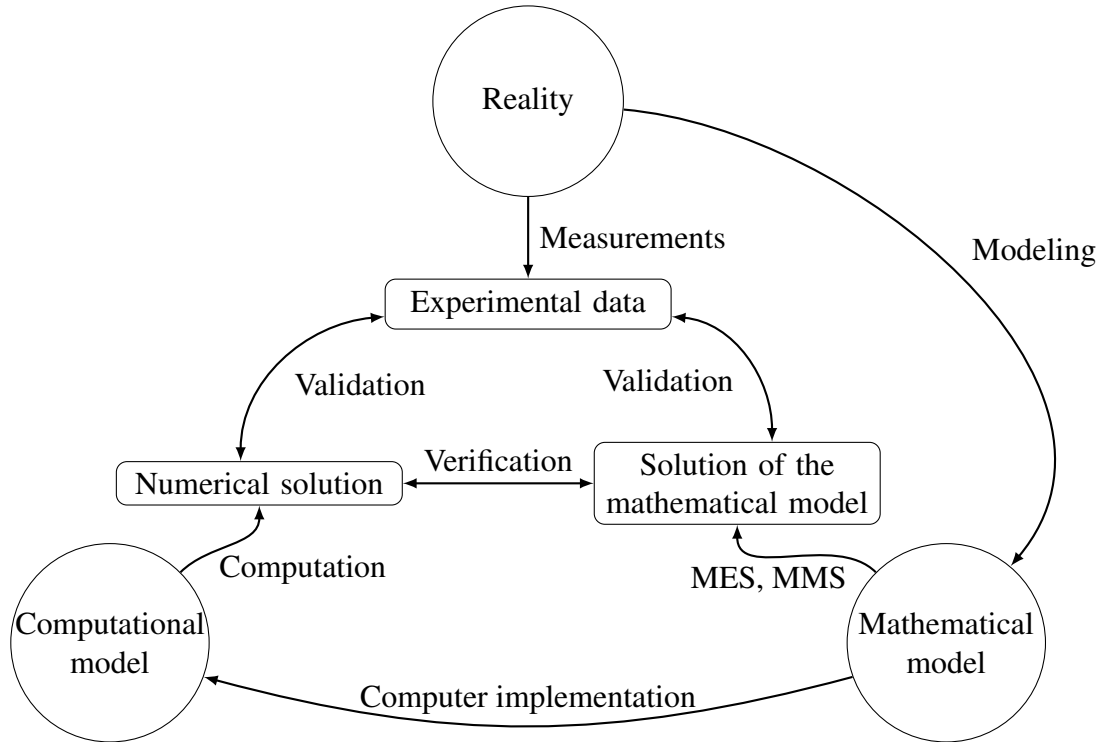 Reality
Measurements
Modeling
Experimental data
Validation
Validation
Verification
Numerical solution
Solution of the
mathematical model
Computation
MES, MMS
Computational
model
Mathematical
model
Computer implementation